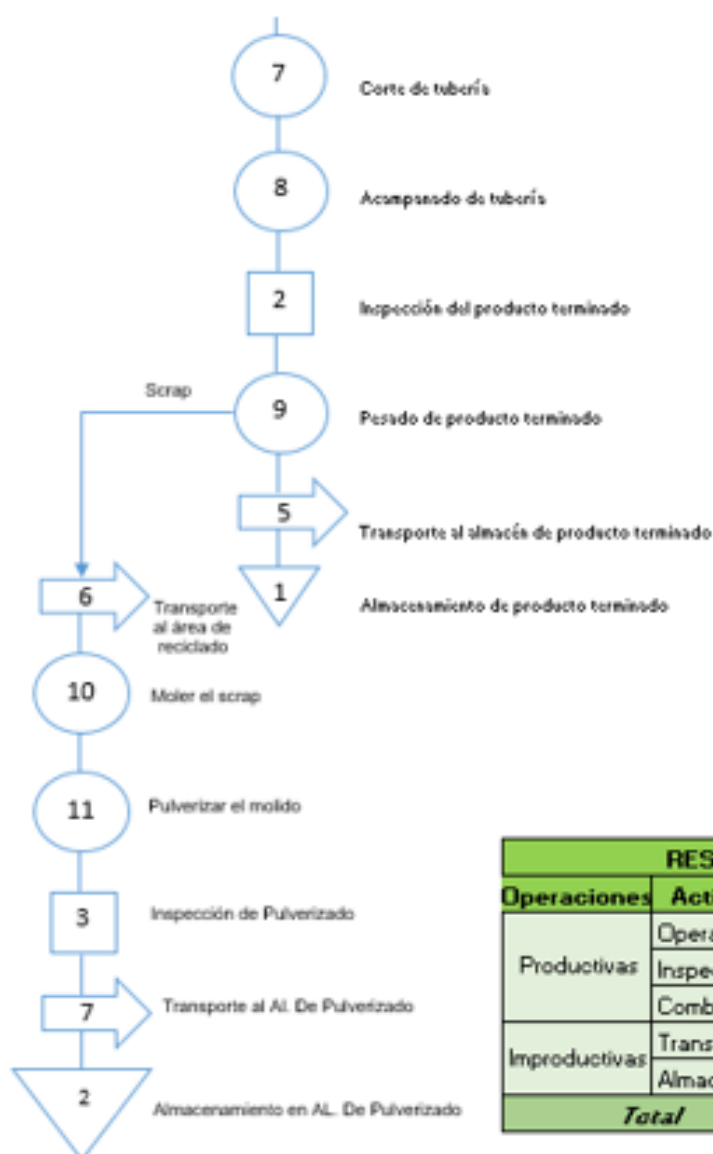 7
Corte de tubería
8
Acampanado de tubería
2
Inspección del producto terminado
Scrap
9
Pesado de producto terminado
5
Transporte al almacén de producto terminado
6
Transporte
al área de
reciclado
1
Almacenamiento de producto terminado
10
Moler el scrap
11
Pulverizar el molido
3
Inspección de Pulverizado
7
Transporte al Al. De Pulverizado
2
Almacenamiento en AL. De Pulverizado
RES
Operaciones Acti
Productivas
Opera
Inspe
Comb
Improductivas
Trans
Almac
Total